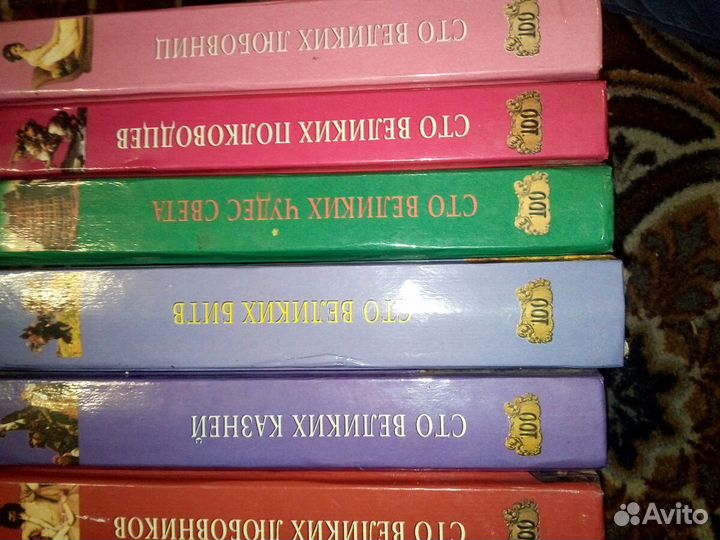 СТО ВЕЛИКИХ ЛЮБОВНИЦ
100
СТО ВЕЛИКИХ ПОЛКОВОДЦЕВ
100
СТО ВЕЛИКИХ ЧУДЕС СВЕТА
100
СТО ВЕЛИКИХ БИТВ
100
СТО ВЕЛИКИХ КАЗНЕЙ
100
СТО ВЕЛИКИХ ЛЮБОВНИКОВ
100
Avito